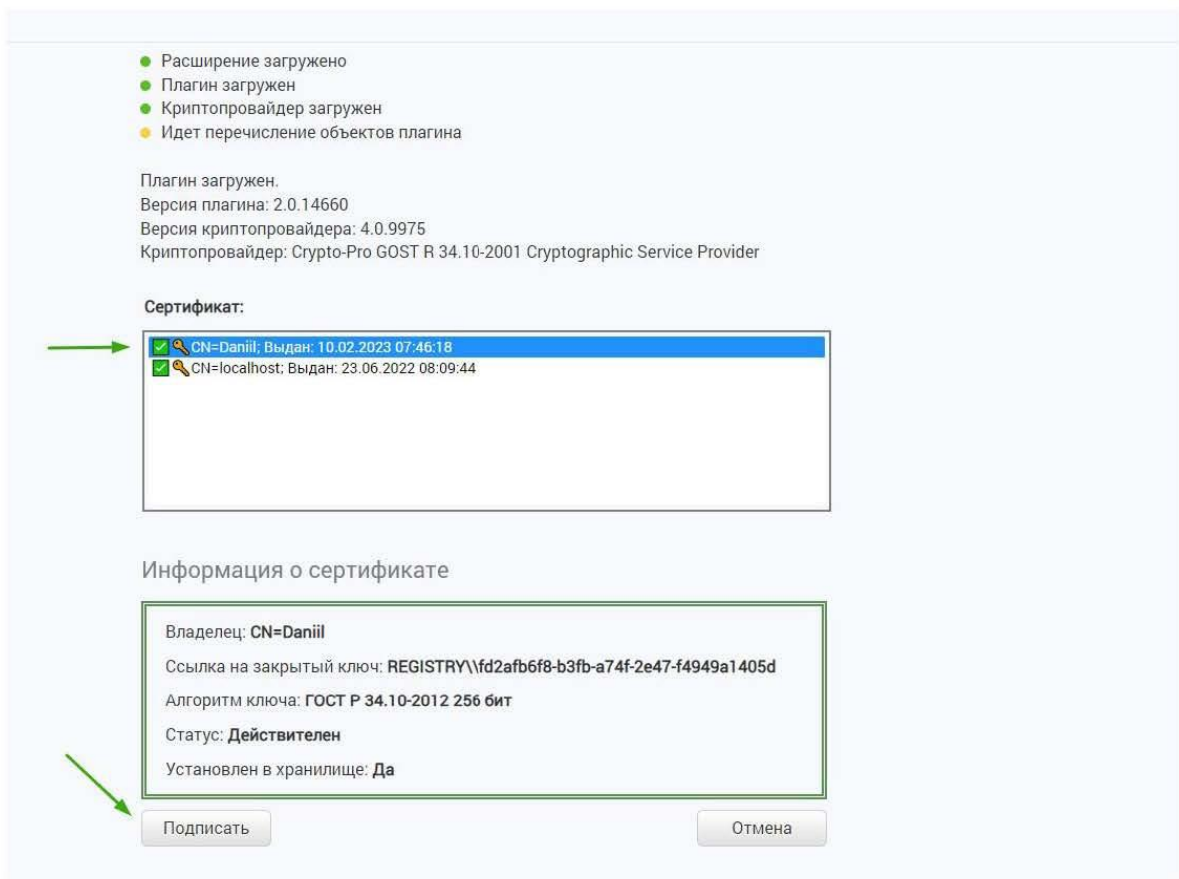 Расширение загружено
Плагин загружен
Криптопровайдер загружен
Идет перечисление объектов плагина
Плагин загружен.
Версия плагина: 2.0.14660
Версия криптопровайдера: 4.0.9975
Криптопровайдер: Crypto-Pro GOST R 34.10-2001 Cryptographic Service Provider
Сертификат:
CN=Daniil; Выдан: 10.02.2023 07:46:18
CN=localhost; Выдан: 23.06.2022 08:09:44
Информация о сертификате
Владелец: CN=Daniil
Ссылка на закрытый ключ: REGISTRY\\fd2afb6f8-b3fb-a74f-2e47-f4949a1405d
Алгоритм ключа: ГОСТ Р 34.10-2012 256 бит
Статус: Действителен
Установлен в хранилище: Да
Подписать Отмена